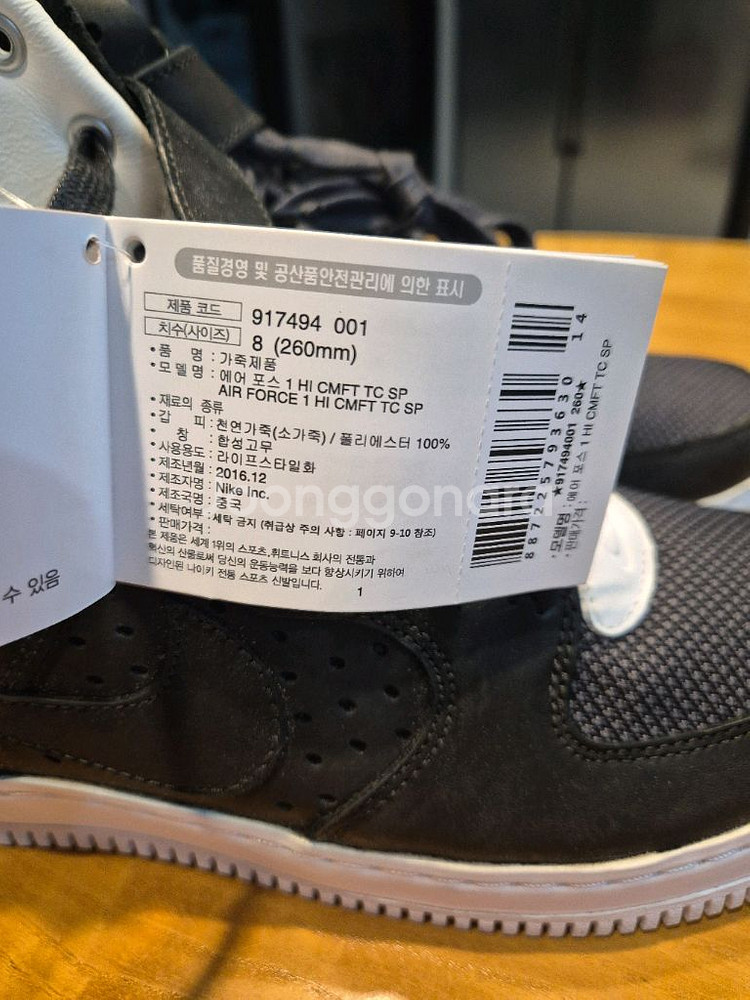 품질경영 및 공산품안전관리에 의한 표시
제품 코드 917494 001
치수(사이즈) 8 (260mm)
• 품 명 : 가죽제품
• 모 델 명 : 에어 포스 1 HI CMFT TC SP
AIR FORCE 1 HI CMFT TC SP
• 재료의 종류
• 갑 피 : 천연가죽(소가죽) / 폴리에스터 100%
• 창 : 합성고무
• 사용용도 : 라이프스타일화
• 제조년월 : 2016.12
• 제조자명 : Nike Inc.
• 제조국명 : 중국
• 세탁여부 : 세탁 금지 (취급상 주의 사항 : 페이지 9-10 참조)
• 판매가격 :
본 제품은 세계 1위의 스포츠,휘트니스 회사의 전통과
혁신의 산물로써 당신의 운동능력을 보다 향상시키기 위하여
디자인된 나이키 전통 스포츠 신발입니다.
1
14
887225793630
★917494001 260★
• 모델명 : 에어 포스 1 HI CMFT TC SP
• 판매가격 :
수 있음
Jonggonara